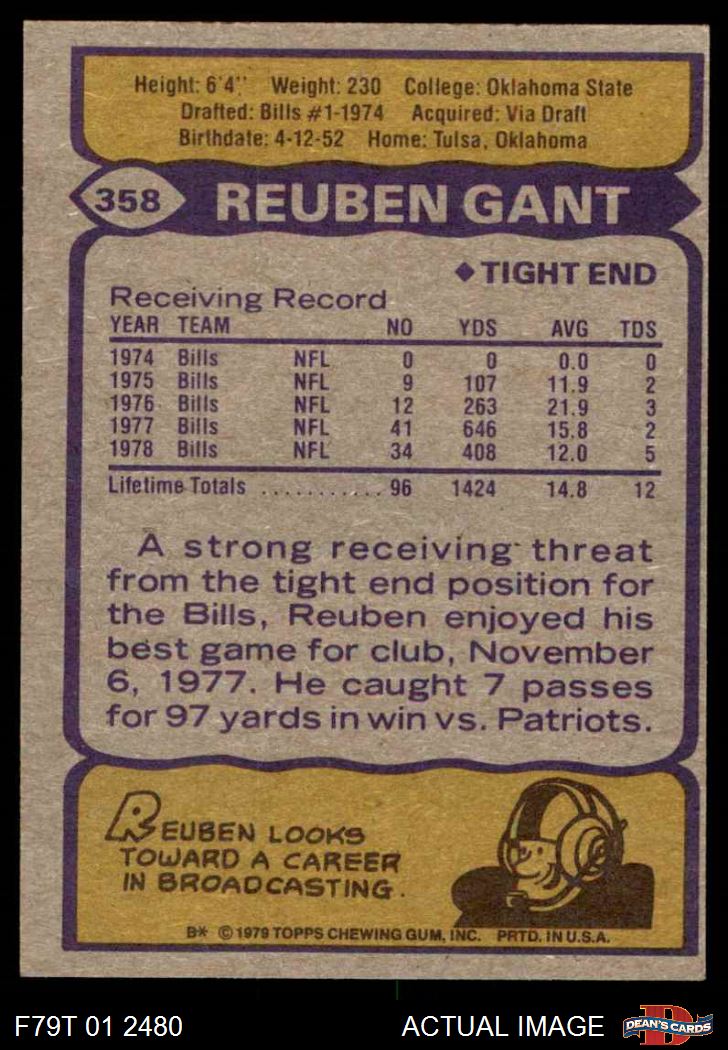 Height: 6'4" Weight: 230 College: Oklahoma State
Drafted: Bills #1-1974 Acquired: Via Draft
Birthdate: 4-12-52 Home: Tulsa, Oklahoma
358 REUBEN GANT
◆TIGHT END
Receiving Record
YEAR TEAM NO YDS AVG TDS
1974 Bills NFL 0 0 0.0 0
1975 Bills NFL 9 107 11.9 2
1976 Bills NFL 12 263 21.9 3
1977 Bills NFL 41 646 15.8 2
1978 Bills NFL 34 408 12.0 5
Lifetime Totals ............ 96 1424 14.8 12
A strong receiving threat
from the tight end position for
the Bills, Reuben enjoyed his
best game for club, November
6, 1977. He caught 7 passes
for 97 yards in win vs. Patriots.
REUBEN LOOKS
TOWARD A CAREER
IN BROADCASTING.
B* © 1979 TOPPS CHEWING GUM, INC. PRTD. IN U.S.A.
F79T 01 2480 ACTUAL IMAGE D DEAN'S CARDS